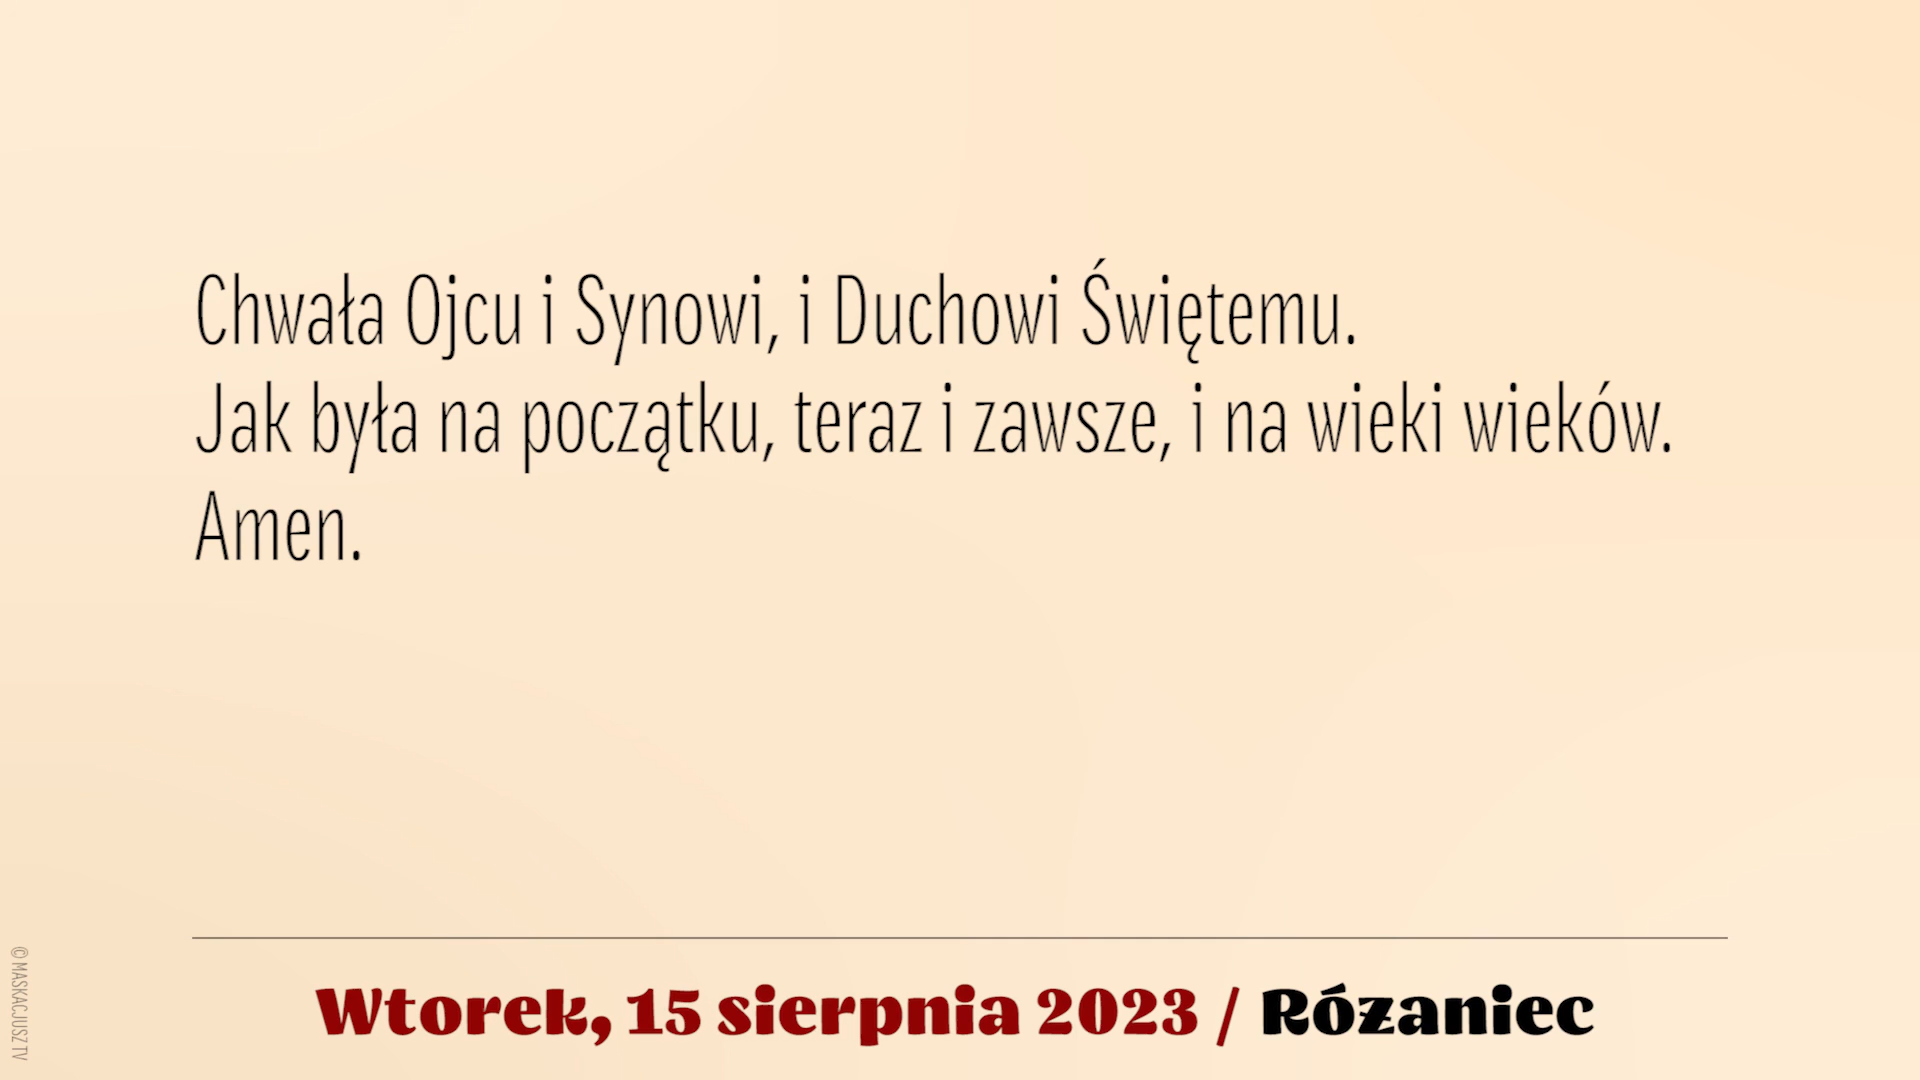 Chwała Ojcu i Synowi, i Duchowi Świętemu.
Jak była na początku, teraz i zawsze, i na wieki wieków.
Amen.
Wtorek, 15 sierpnia 2023 / Różaniec
© MASKACJUSZ TV